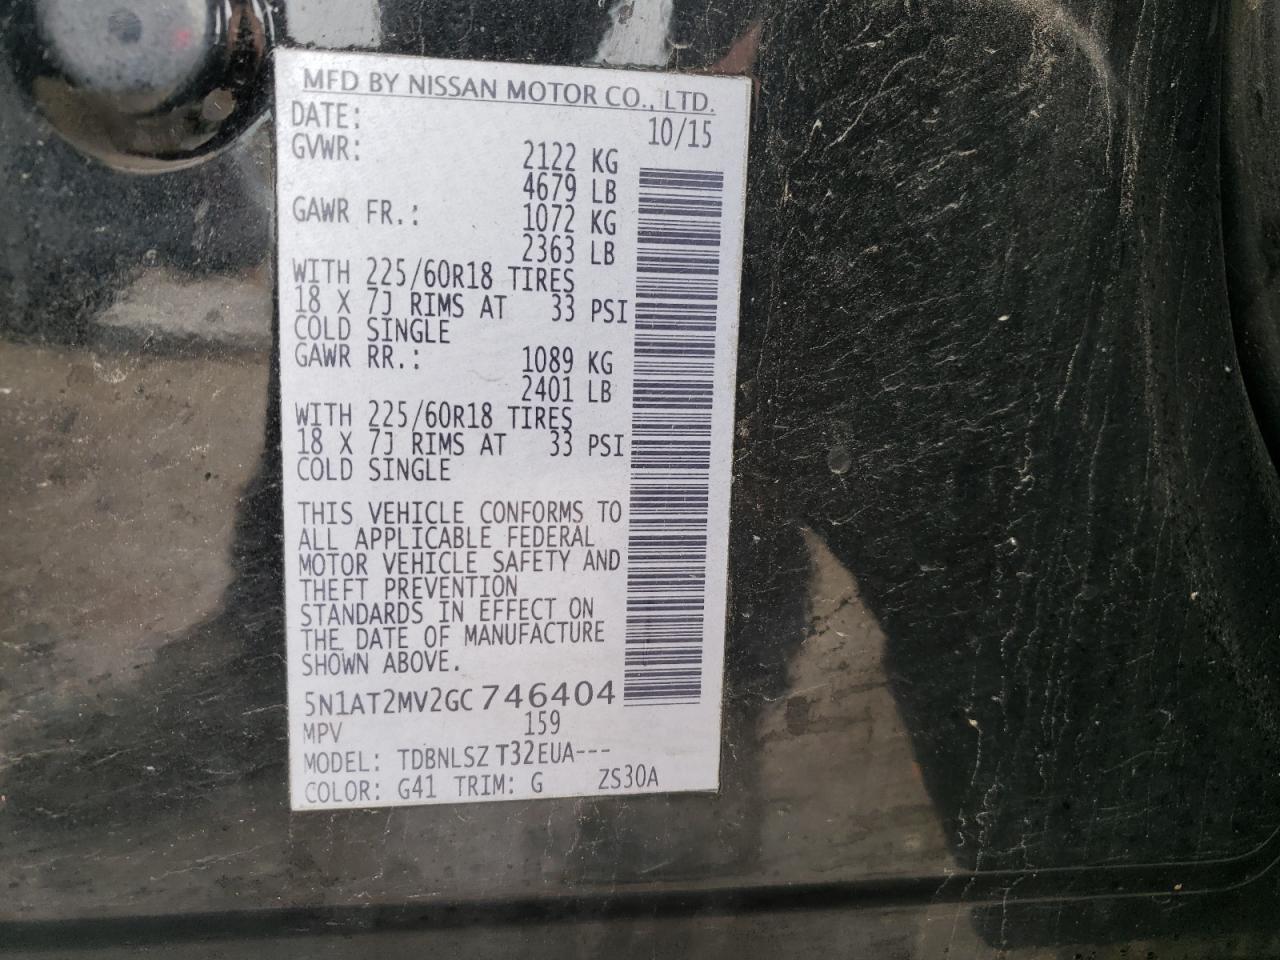 MFD BY NISSAN MOTOR CO., LTD.
DATE: 10/15
GVWR: 2122 KG
4679 LB
GAWR FR.: 1072 KG
2363 LB
WITH 225/60R18 TIRES
18 X 7J RIMS AT 33 PSI
COLD SINGLE
GAWR RR.: 1089 KG
2401 LB
WITH 225/60R18 TIRES
18 X 7J RIMS AT 33 PSI
COLD SINGLE
THIS VEHICLE CONFORMS TO
ALL APPLICABLE FEDERAL
MOTOR VEHICLE SAFETY AND
THEFT PREVENTION
STANDARDS IN EFFECT ON
THE DATE OF MANUFACTURE
SHOWN ABOVE.
5N1AT2MV2GC746404
MPV 159
MODEL: TDBNLSZ T32EUA---
COLOR: G41 TRIM: G ZS30A